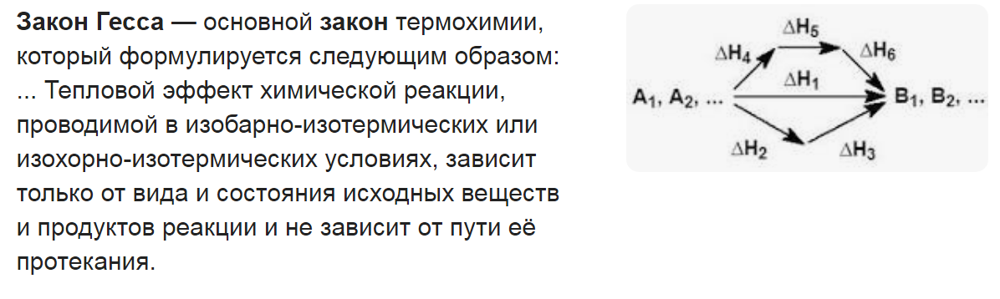 Закон Гесса — основной закон термохимии,
который формулируется следующим образом:
... Тепловой эффект химической реакции,
проводимой в изобарно-изотермических или
изохорно-изотермических условиях, зависит
только от вида и состояния исходных веществ
и продуктов реакции и не зависит от пути её
протекания.
ΔH₅
ΔH₄
ΔH₆
ΔH₁
A₁, A₂, ...
B₁, B₂, ...
ΔH₂
ΔH₃